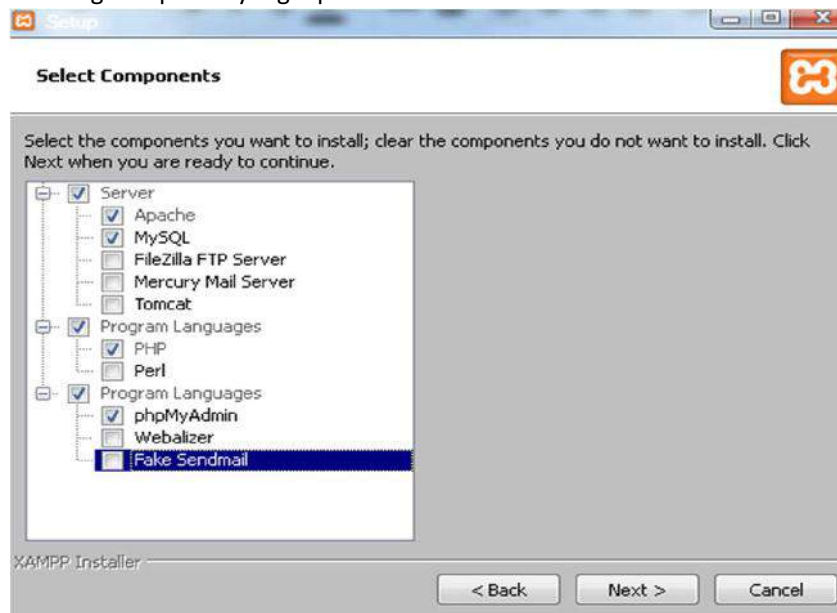 Setup
Select Components
Select the components you want to install; clear the components you do not want to install. Click
Next when you are ready to continue.
Server
Apache
MySQL
FileZilla FTP Server
Mercury Mail Server
Tomcat
Program Languages
PHP
Perl
Program Languages
phpMyAdmin
Webalizer
Fake Sendmail
XAMPP Installer
< Back Next > Cancel